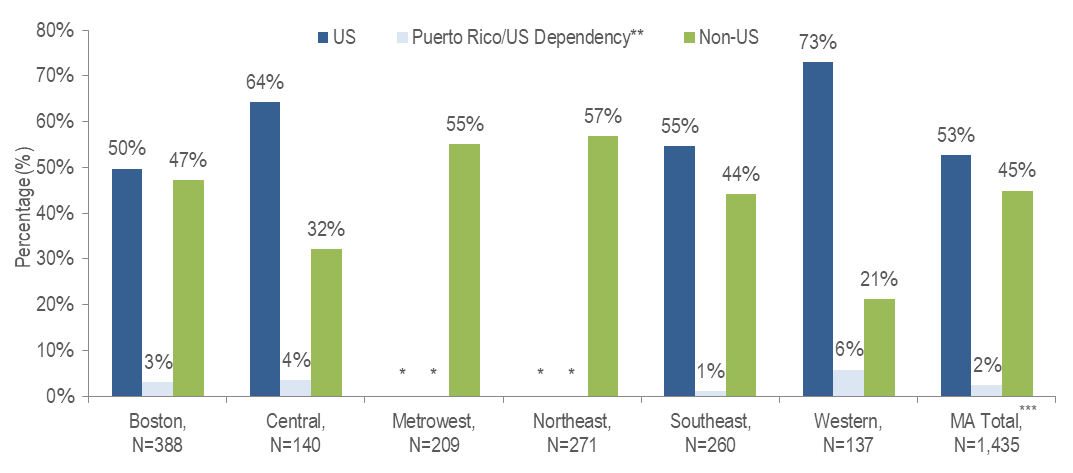 80%
70%
60%
50%
40%
30%
20%
10%
0%
Percentage (%)
US
Puerto Rico/US Dependency**
Non-US
50%
3%
47%
64%
4%
32%
*
*
55%
*
*
57%
55%
1%
44%
73%
6%
21%
53%
2%
45%
Boston,
N=388
Central,
N=140
Metrowest,
N=209
Northeast,
N=271
Southeast,
N=260
Western,
N=137
MA Total,***
N=1,435